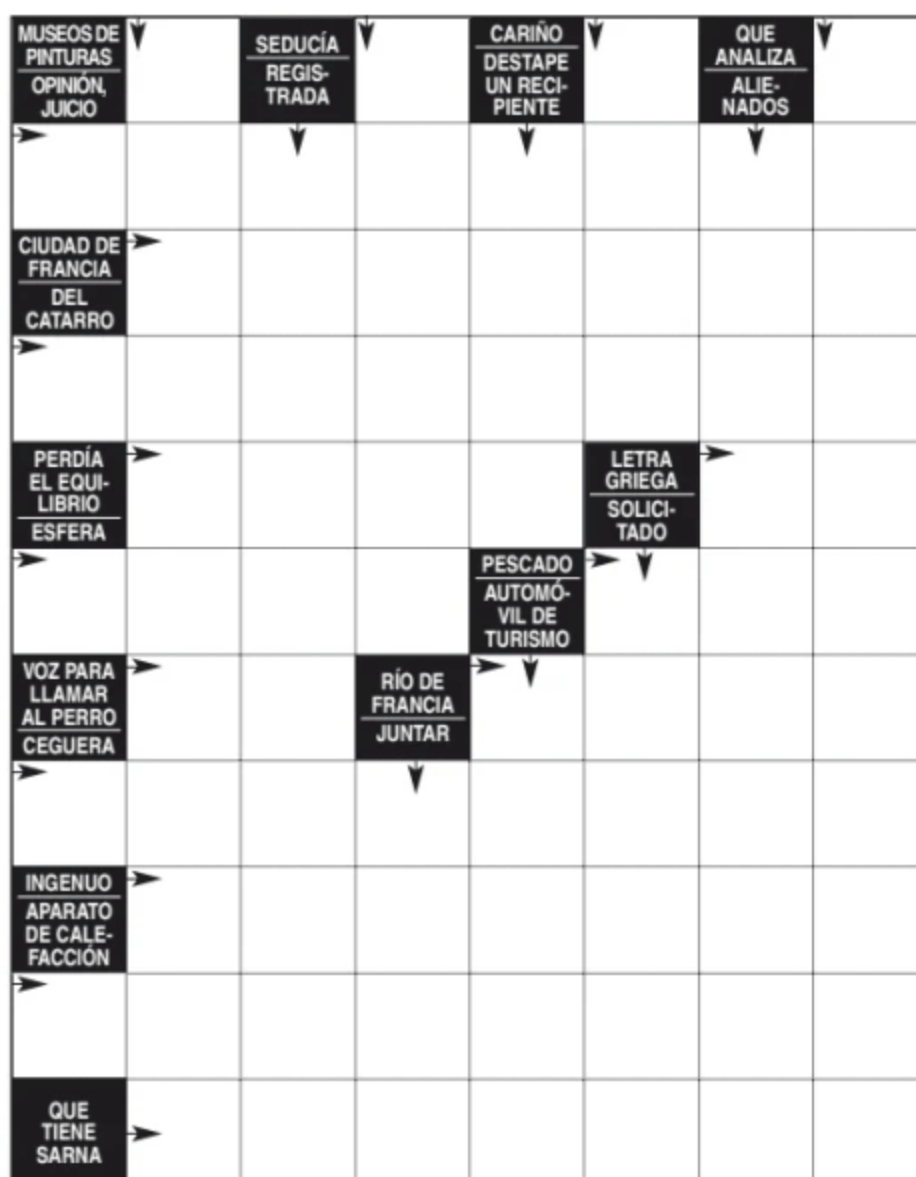 MUSEOS DE
PINTURAS
OPINIÓN,
JUICIO
SEDUCÍA
REGIS-
TRADA
CARIÑO
DESTAPE
UN RECI-
PIENTE
QUE
ANALIZA
ALIE-
NADOS
CIUDAD DE
FRANCIA
DEL
CATARRO
PERDÍA
EL EQUI-
LIBRIO
ESFERA
LETRA
GRIEGA
SOLICI-
TADO
PESCADO
AUTOMÓ-
VIL DE
TURISMO
VOZ PARA
LLAMAR
AL PERRO
CEGUERA
RÍO DE
FRANCIA
JUNTAR
INGENUO
APARATO
DE CALE-
FACCIÓN
QUE
TIENE
SARNA